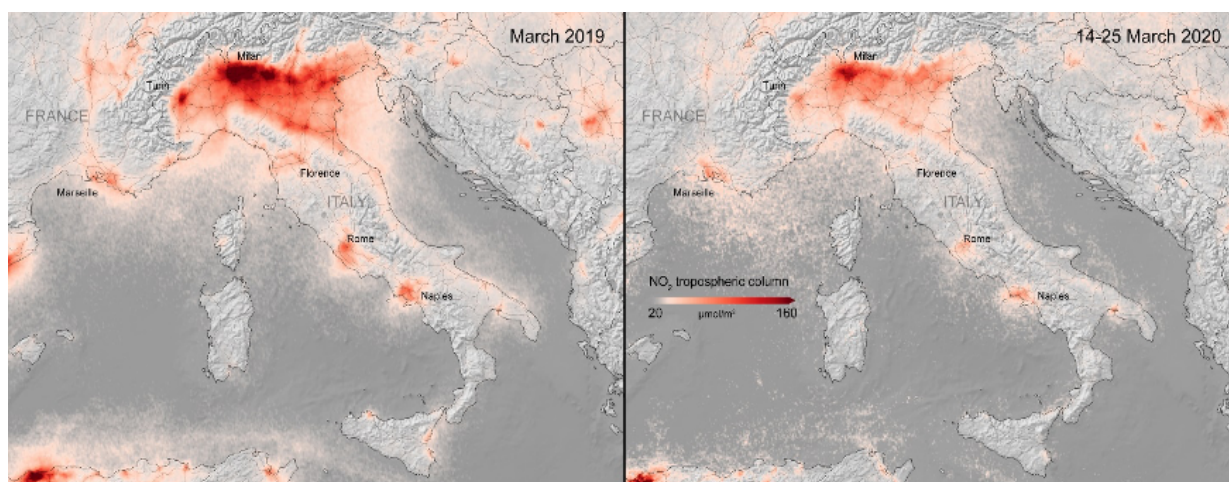 March 2019
Milan
Turin
FRANCE
Marseille
Florence
ITALY
Rome
Naples
14-25 March 2020
Milan
Turin
FRANCE
Marseille
Florence
ITALY
Rome
NO₂ tropospheric column
20 µmol/m² 160
Naples